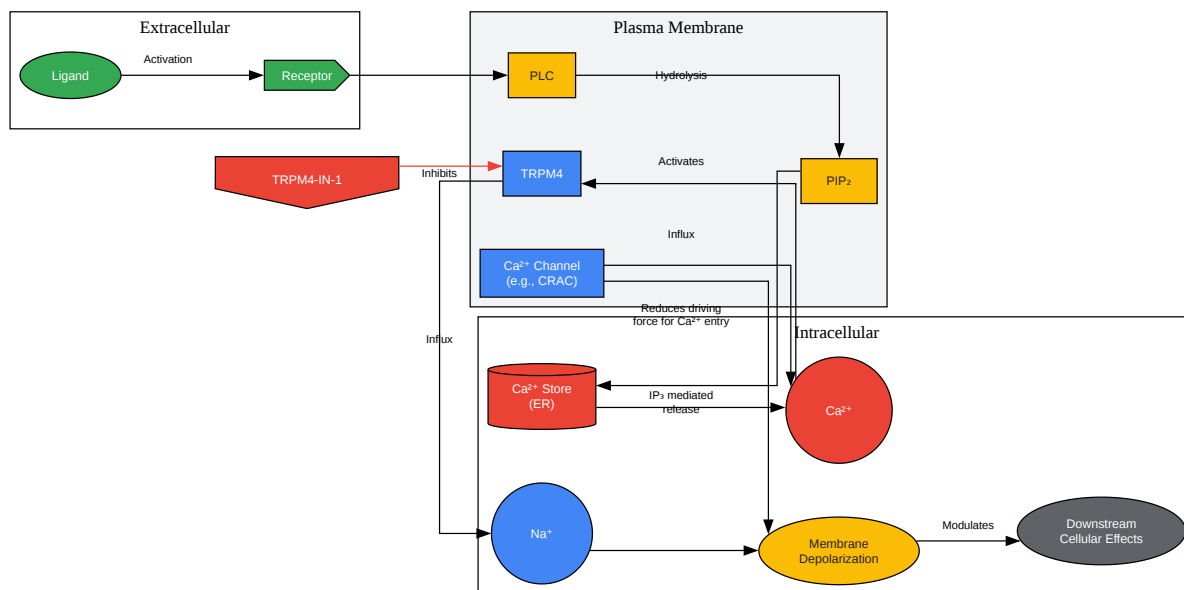 Extracellular
Plasma Membrane
Ligand
Activation
Receptor
PLC
Hydrolysis
TRPM4-IN-1
Inhibits
TRPM4
Activates
PIP₂
Influx
Ca²⁺ Channel
(e.g., CRAC)
Reduces driving
force for Ca²⁺ entry
Influx
Intracellular
Ca²⁺ Store
(ER)
IP₃ mediated
release
Ca²⁺
Na⁺
Membrane
Depolarization
Modulates
Downstream
Cellular Effects